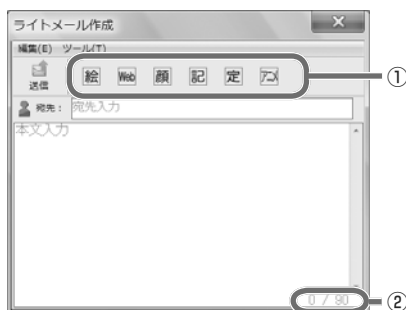 ライトメール作成
編集(E) ツール(T)
送信 絵 Web 顔 記 定 アニメ ①
宛先： 宛先入力
本文入力
0 / 90 ②